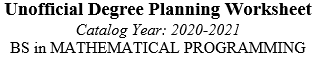 Unofficial Degree Planning Worksheet
Catalog Year: 2020-2021
BS in MATHEMATICAL PROGRAMMING